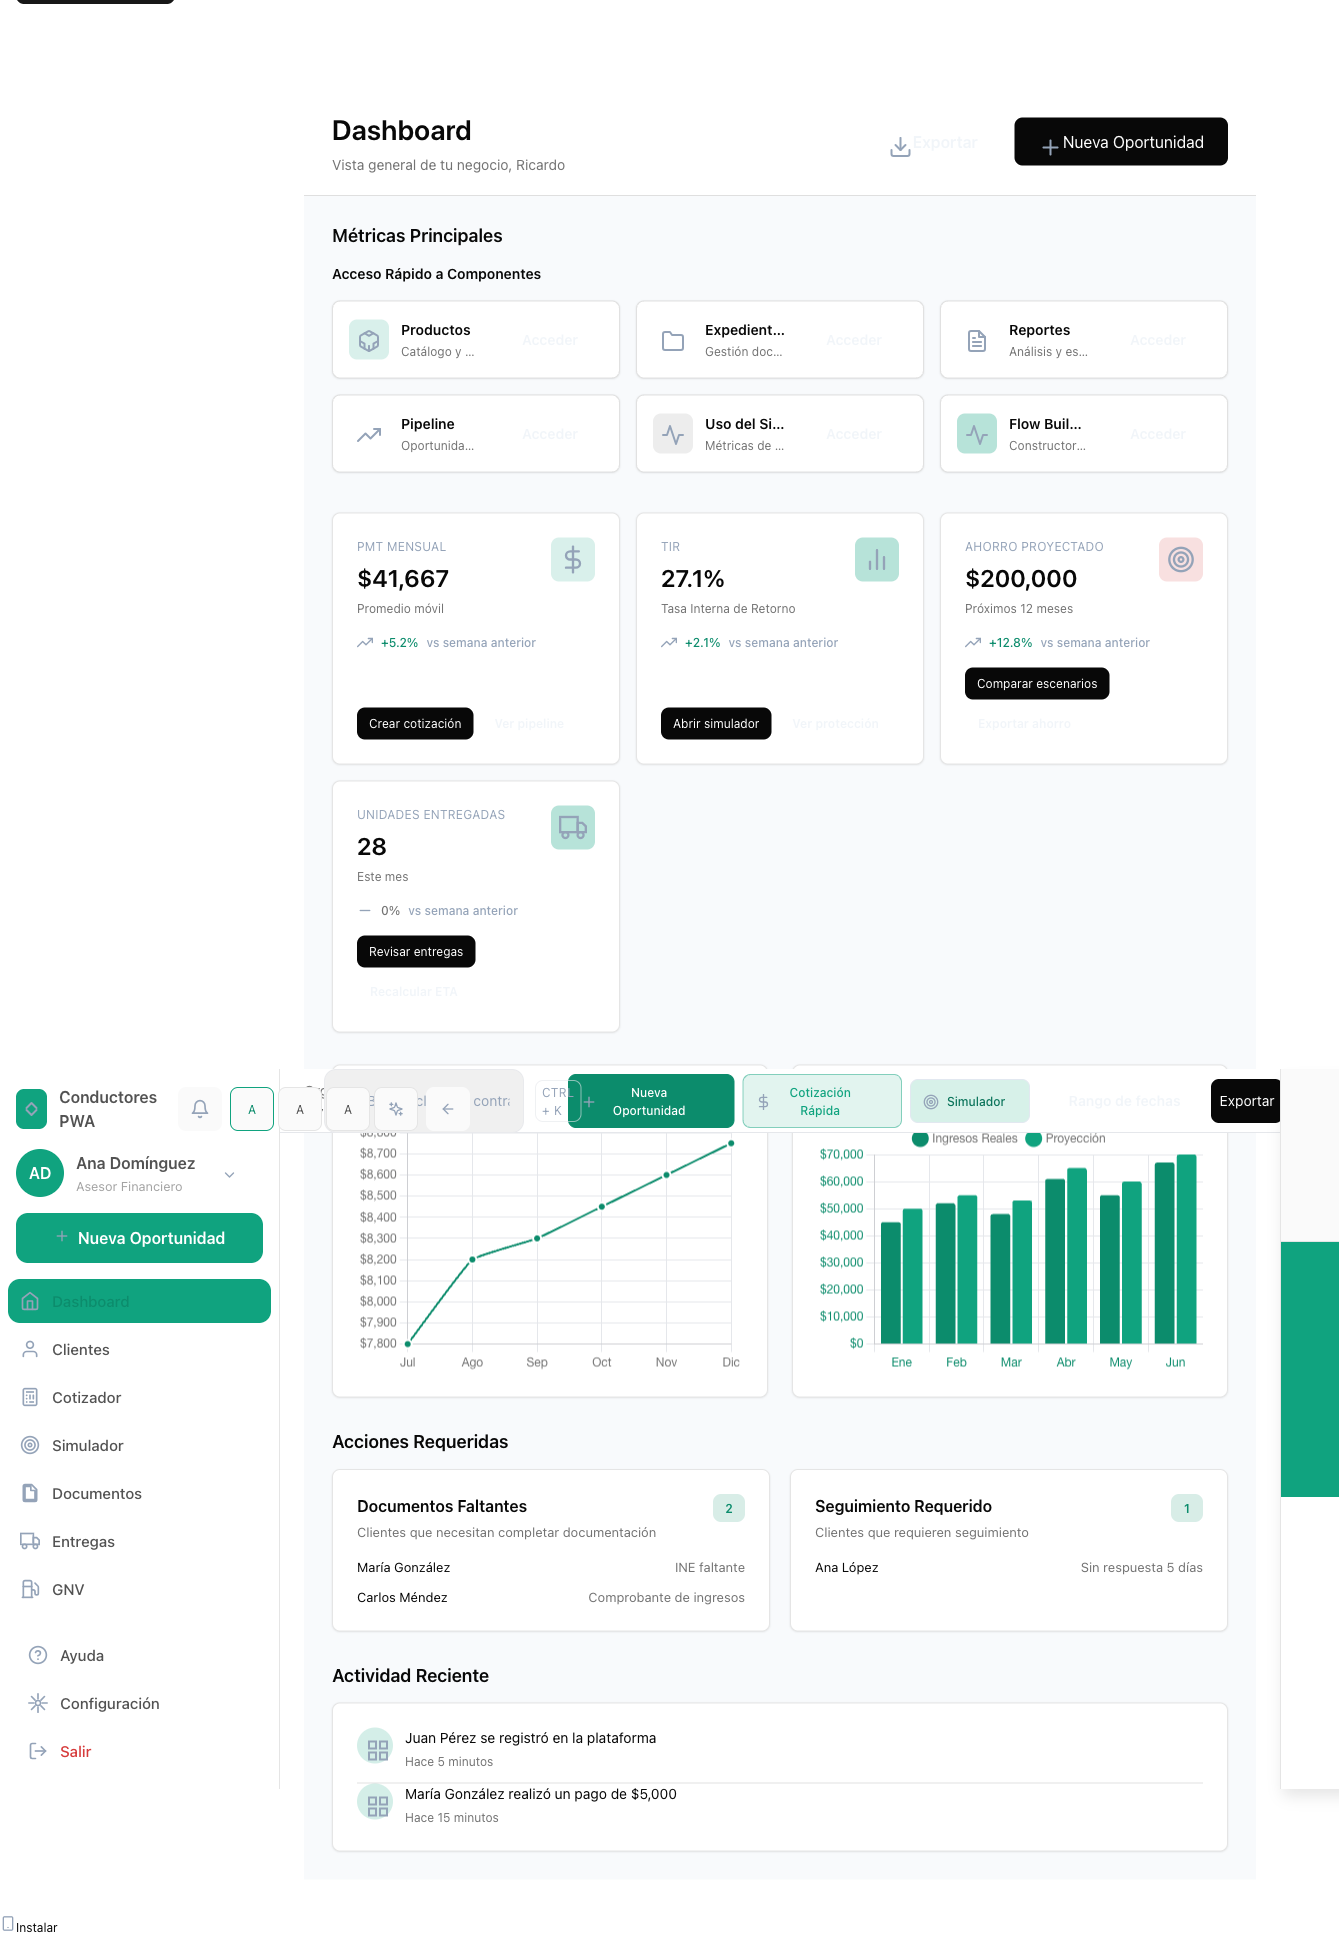 Dashboard
Vista general de tu negocio, Ricardo
Exportar
Nueva Oportunidad
Métricas Principales
Acceso Rápido a Componentes
Productos
Catálogo y ...
Acceder
Expedient...
Gestión doc...
Acceder
Reportes
Análisis y es...
Acceder
Pipeline
Oportunida...
Acceder
Uso del Si...
Métricas de ...
Acceder
Flow Buil...
Constructor...
Acceder
PMT MENSUAL
$41,667
Promedio móvil
+5.2% vs semana anterior
Crear cotización
Ver pipeline
TIR
27.1%
Tasa Interna de Retorno
+2.1% vs semana anterior
Abrir simulador
Ver protección
AHORRO PROYECTADO
$200,000
Próximos 12 meses
+12.8% vs semana anterior
Comparar escenarios
Exportar ahorro
UNIDADES ENTREGADAS
28
Este mes
0% vs semana anterior
Revisar entregas
Recalcular ETA
Conductores
PWA
A
A
A
CTRL
+ K
Nueva
Oportunidad
Cotización
Rápida
Simulador
Rango de fechas
Exportar
AD
Ana Domínguez
Asesor Financiero
Nueva Oportunidad
Dashboard
Clientes
Cotizador
Simulador
Documentos
Entregas
GNV
Ayuda
Configuración
Salir
$8,700
$8,600
$8,500
$8,400
$8,300
$8,200
$8,100
$8,000
$7,900
$7,800
Jul Ago Sep Oct Nov Dic
Ingresos Reales Proyección
$70,000
$60,000
$50,000
$40,000
$30,000
$20,000
$10,000
$0
Ene Feb Mar Abr May Jun
Acciones Requeridas
Documentos Faltantes
2
Clientes que necesitan completar documentación
María González INE faltante
Carlos Méndez Comprobante de ingresos
Seguimiento Requerido
1
Clientes que requieren seguimiento
Ana López Sin respuesta 5 días
Actividad Reciente
Juan Pérez se registró en la plataforma
Hace 5 minutos
María González realizó un pago de $5,000
Hace 15 minutos
Instalar